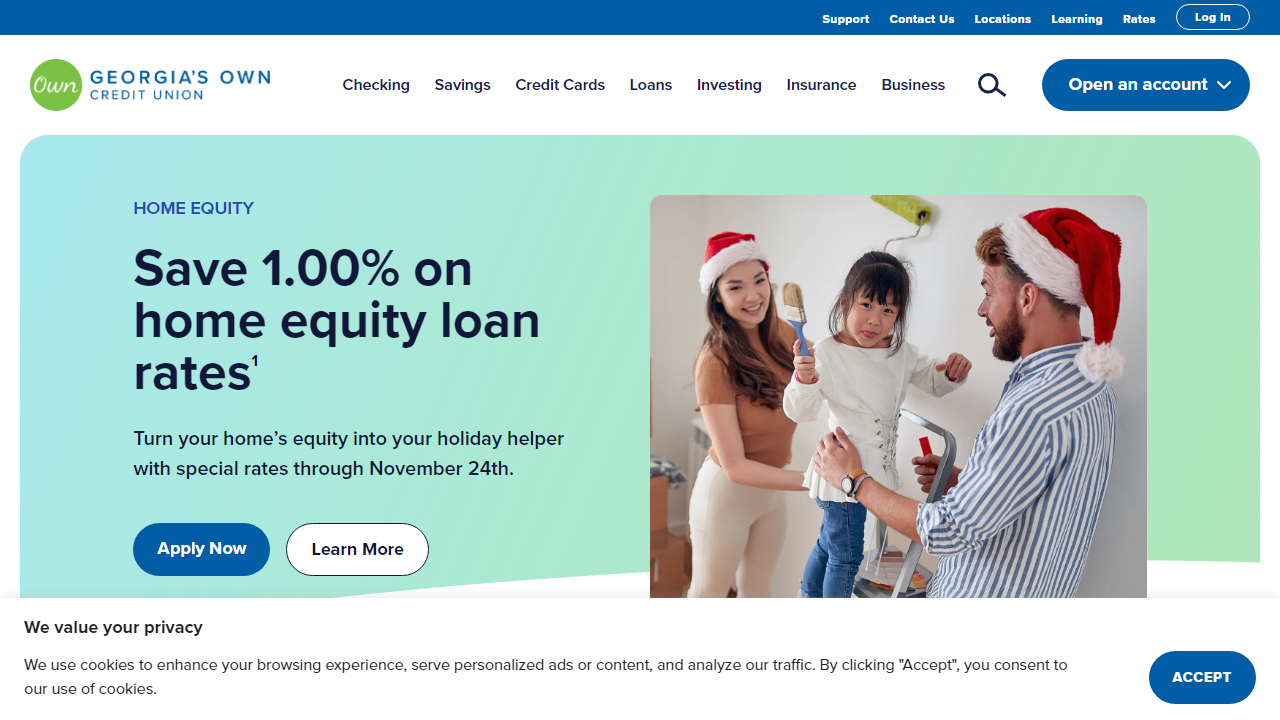 Support Contact Us Locations Learning Rates Log In
Own GEORGIA'S OWN
CREDIT UNION
Checking Savings Credit Cards Loans Investing Insurance Business Open an account
HOME EQUITY
Save 1.00% on
home equity loan
rates¹
Turn your home’s equity into your holiday helper
with special rates through November 24th.
Apply Now Learn More
We value your privacy
We use cookies to enhance your browsing experience, serve personalized ads or content, and analyze our traffic. By clicking "Accept", you consent to
our use of cookies.
ACCEPT